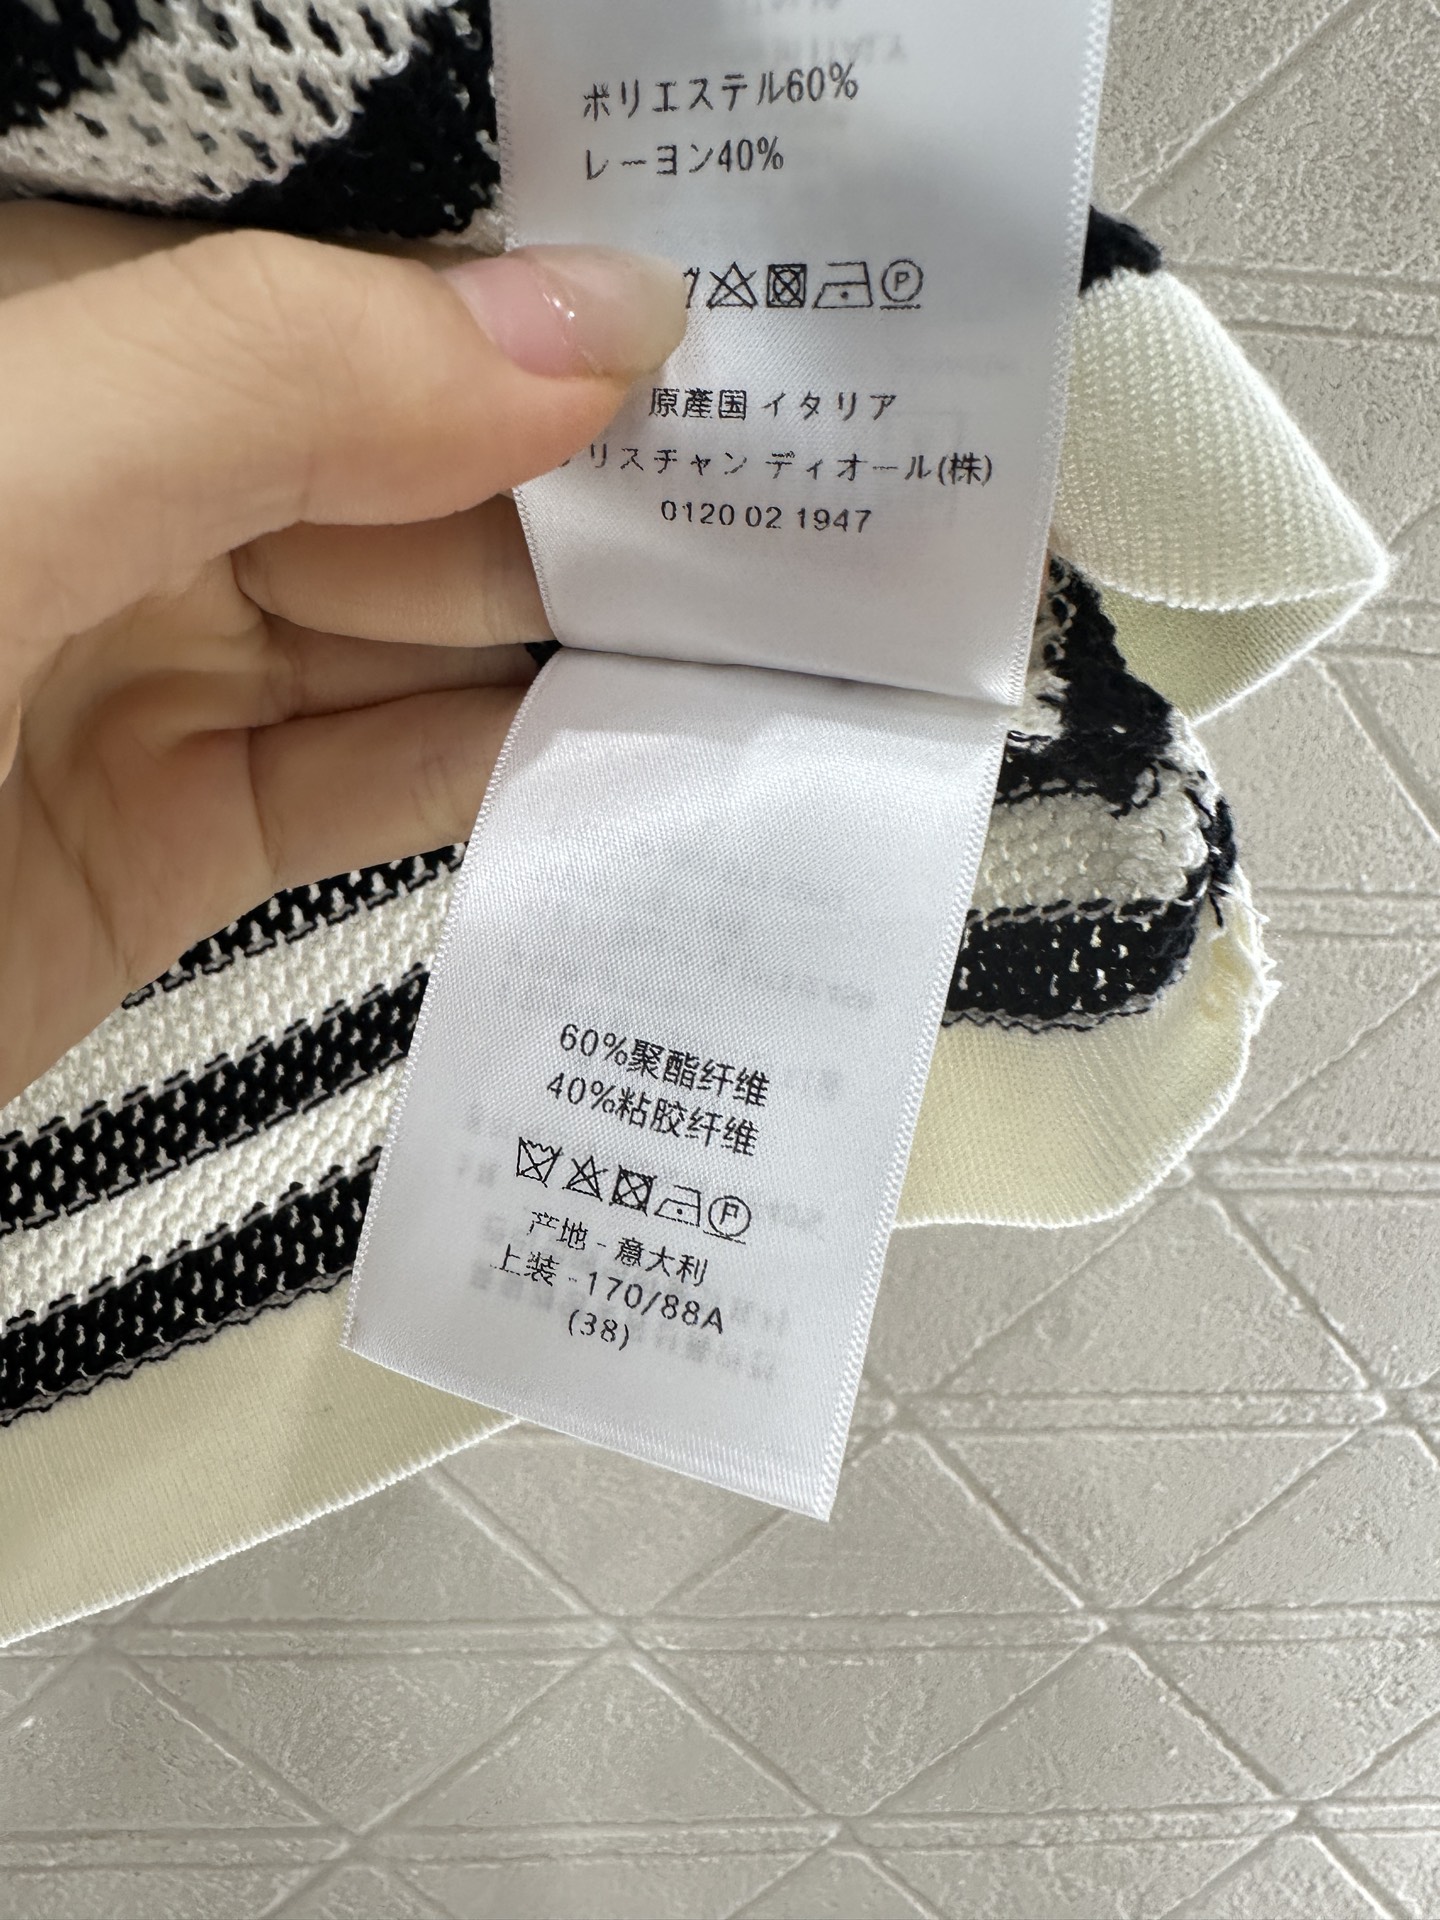 ポリエステル60%
レーヨン40%
P
原產国 イタリア
リスチャン ディオール(株)
0120 02 1947
60%聚酯纤维
40%粘胶纤维
P
产地 - 意大利
上装 - 170/88A
(38)